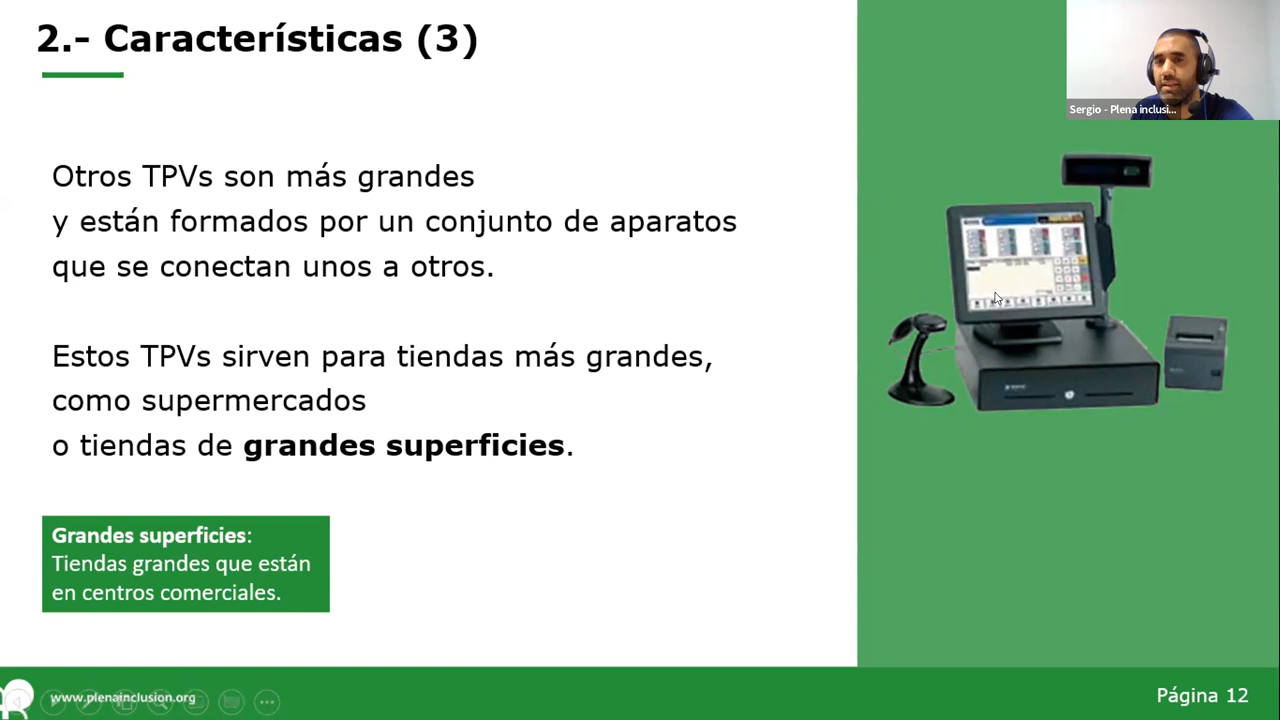 2.- Características (3)
Sergio - Plena inclusi...
Otros TPVs son más grandes
y están formados por un conjunto de aparatos
que se conectan unos a otros.
Estos TPVs sirven para tiendas más grandes,
como supermercados
o tiendas de grandes superficies.
Grandes superficies:
Tiendas grandes que están
en centros comerciales.
www.plenainclusion.org
Página 12